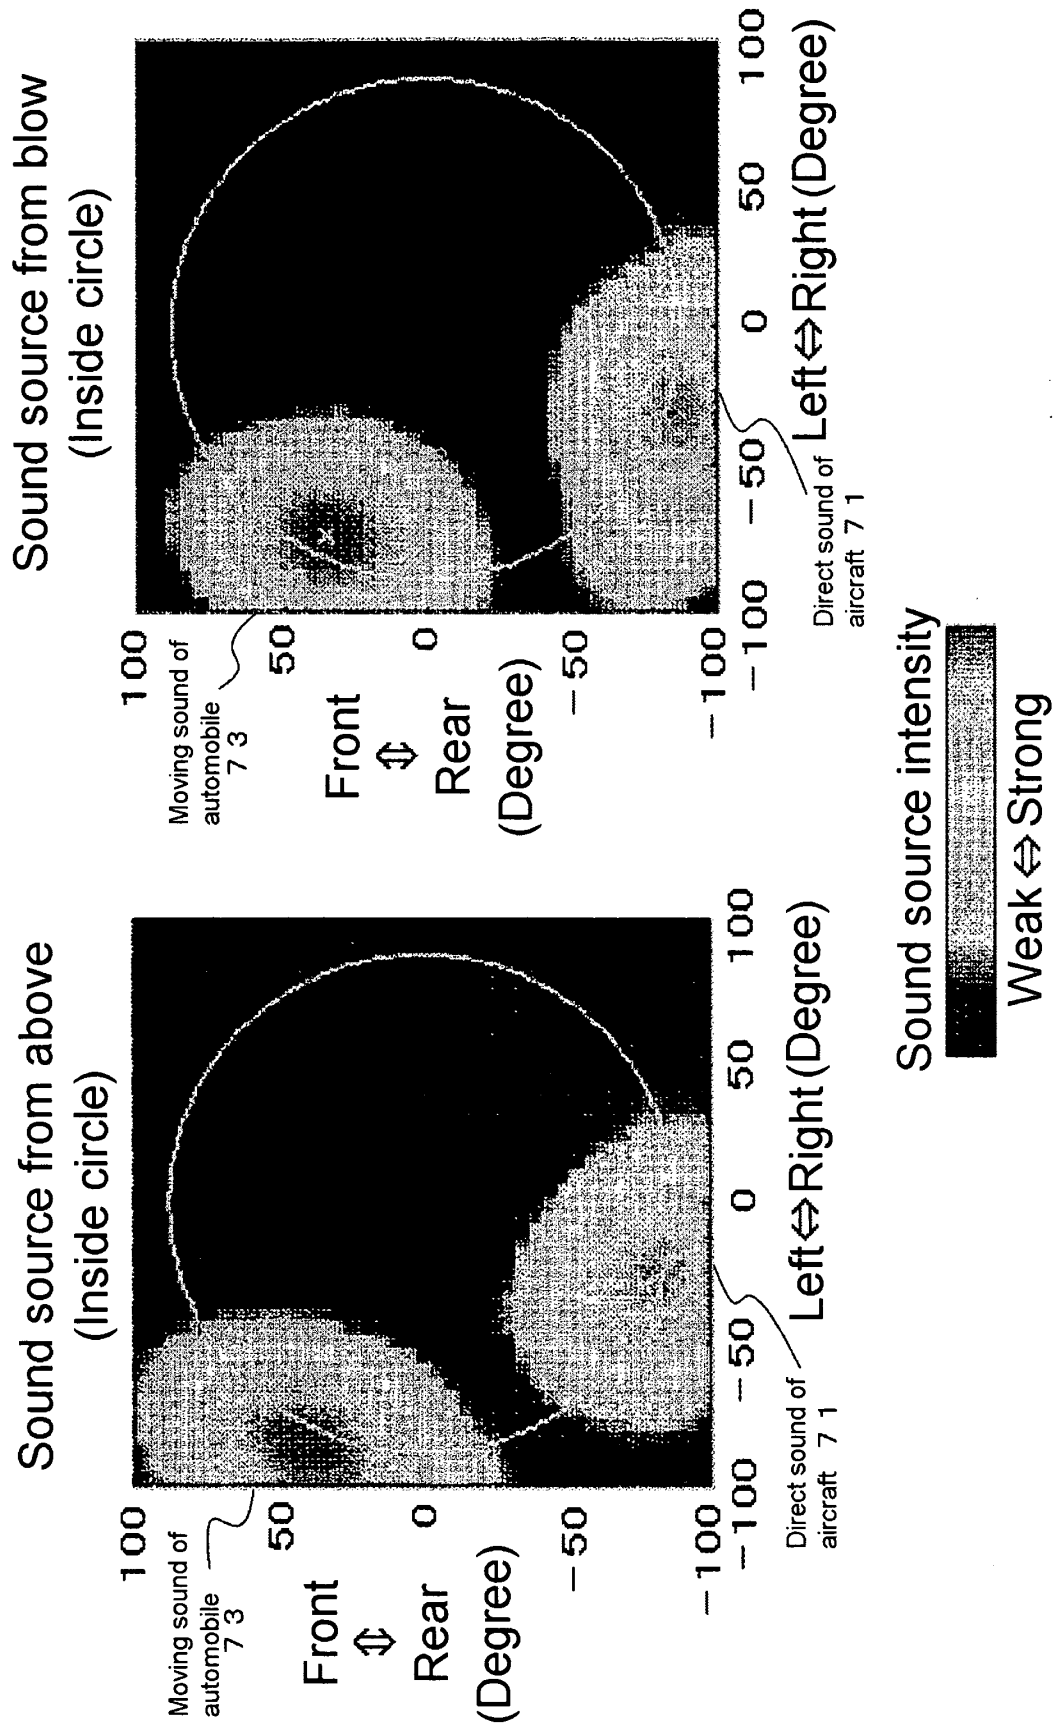 Sound source from above
(Inside circle)
Moving sound of
automobile
7 3
100
50
0
−50
−100
Front
⇕
Rear
(Degree)
−100
−50
0
50
100
Left⇔Right (Degree)
Direct sound of
aircraft 7 1
Sound source from blow
(Inside circle)
Moving sound of
automobile
7 3
100
50
0
−50
−100
Front
⇕
Rear
(Degree)
−100
−50
0
50
100
Left⇔Right (Degree)
Direct sound of
aircraft 7 1
×
Sound source intensity
Weak⇔Strong